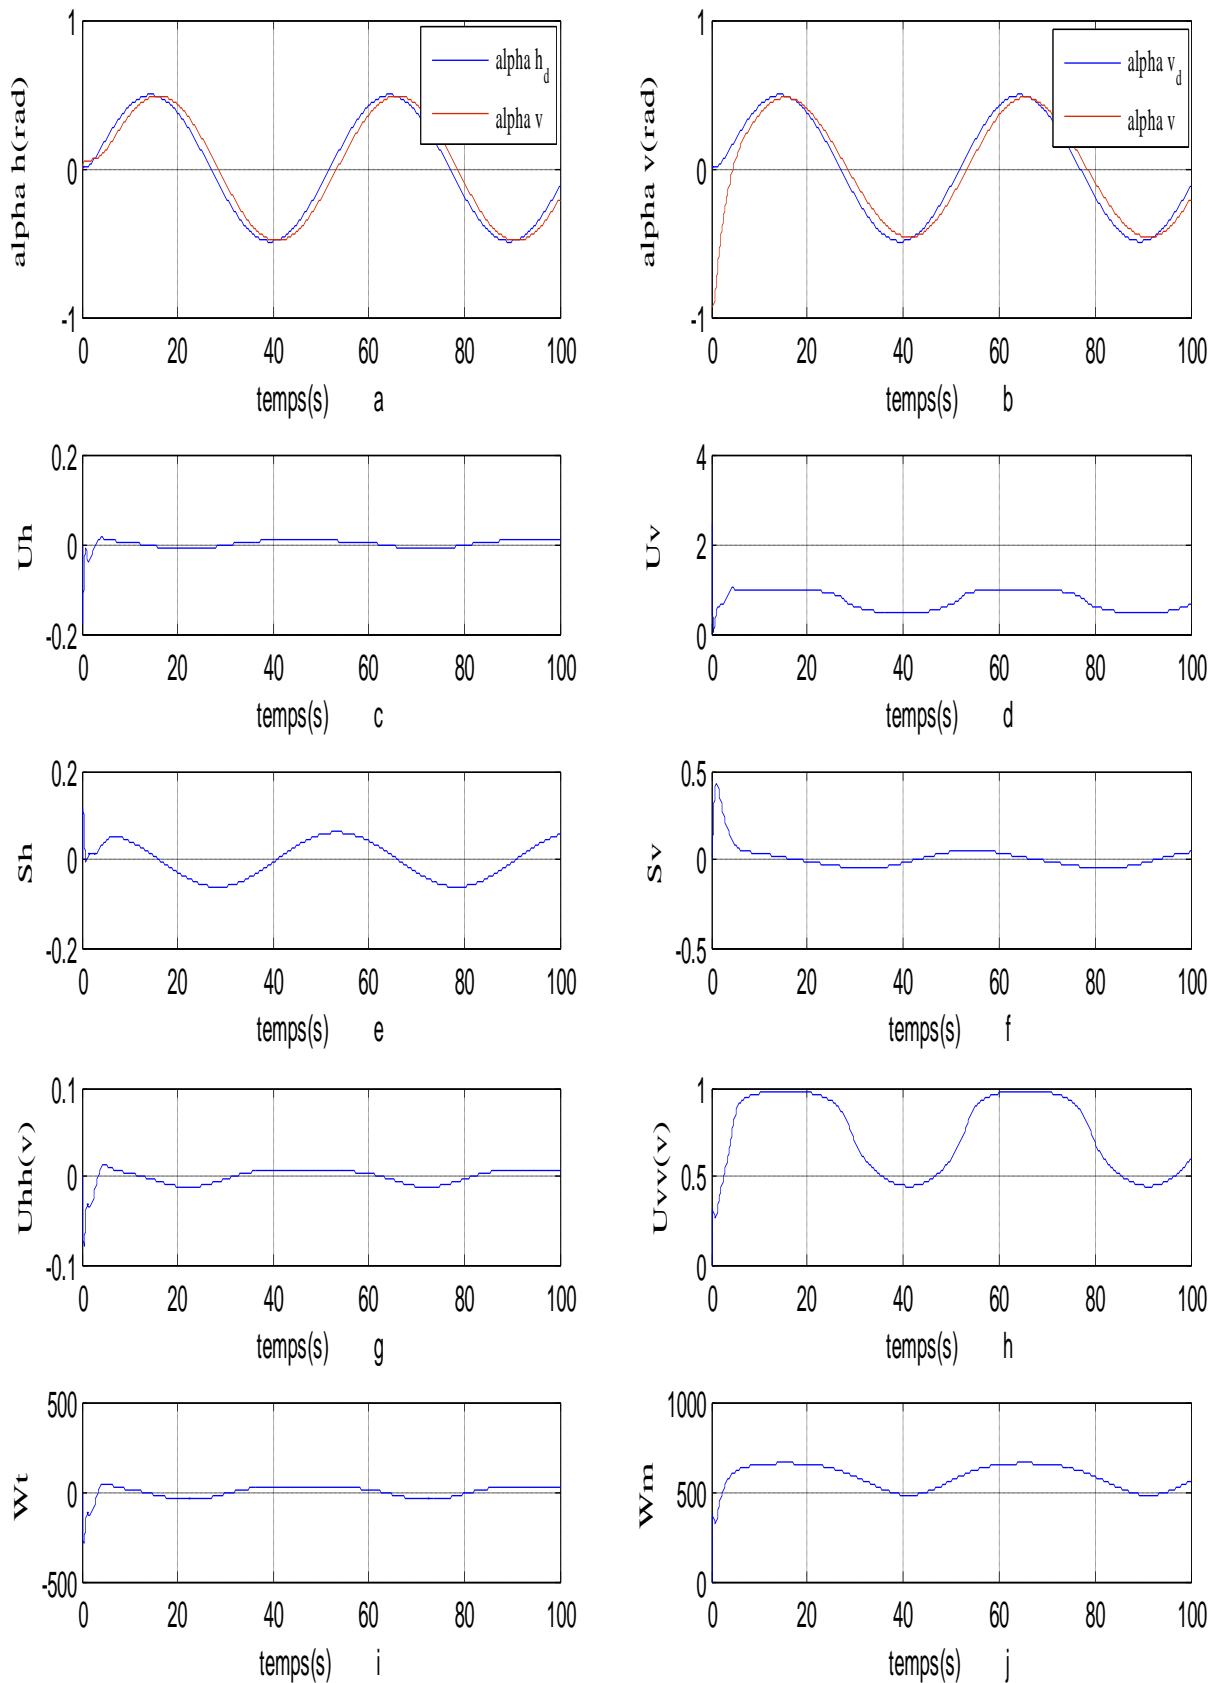 alpha h(rad)
1
0
-1
alpha h_d
alpha v
0 20 40 60 80 100
temps(s) a
alpha v(rad)
1
0
-1
alpha v_d
alpha v
0 20 40 60 80 100
temps(s) b
Uh
0.2
0
-0.2
0 20 40 60 80 100
temps(s) c
Uv
4
2
0
0 20 40 60 80 100
temps(s) d
Sh
0.2
0
-0.2
0 20 40 60 80 100
temps(s) e
Sv
0.5
0
-0.5
0 20 40 60 80 100
temps(s) f
Uhh(v)
0.1
0
-0.1
0 20 40 60 80 100
temps(s) g
Uvv(v)
1
0.5
0
0 20 40 60 80 100
temps(s) h
Wt
500
0
-500
0 20 40 60 80 100
temps(s) i
Wm
1000
500
0
0 20 40 60 80 100
temps(s) j